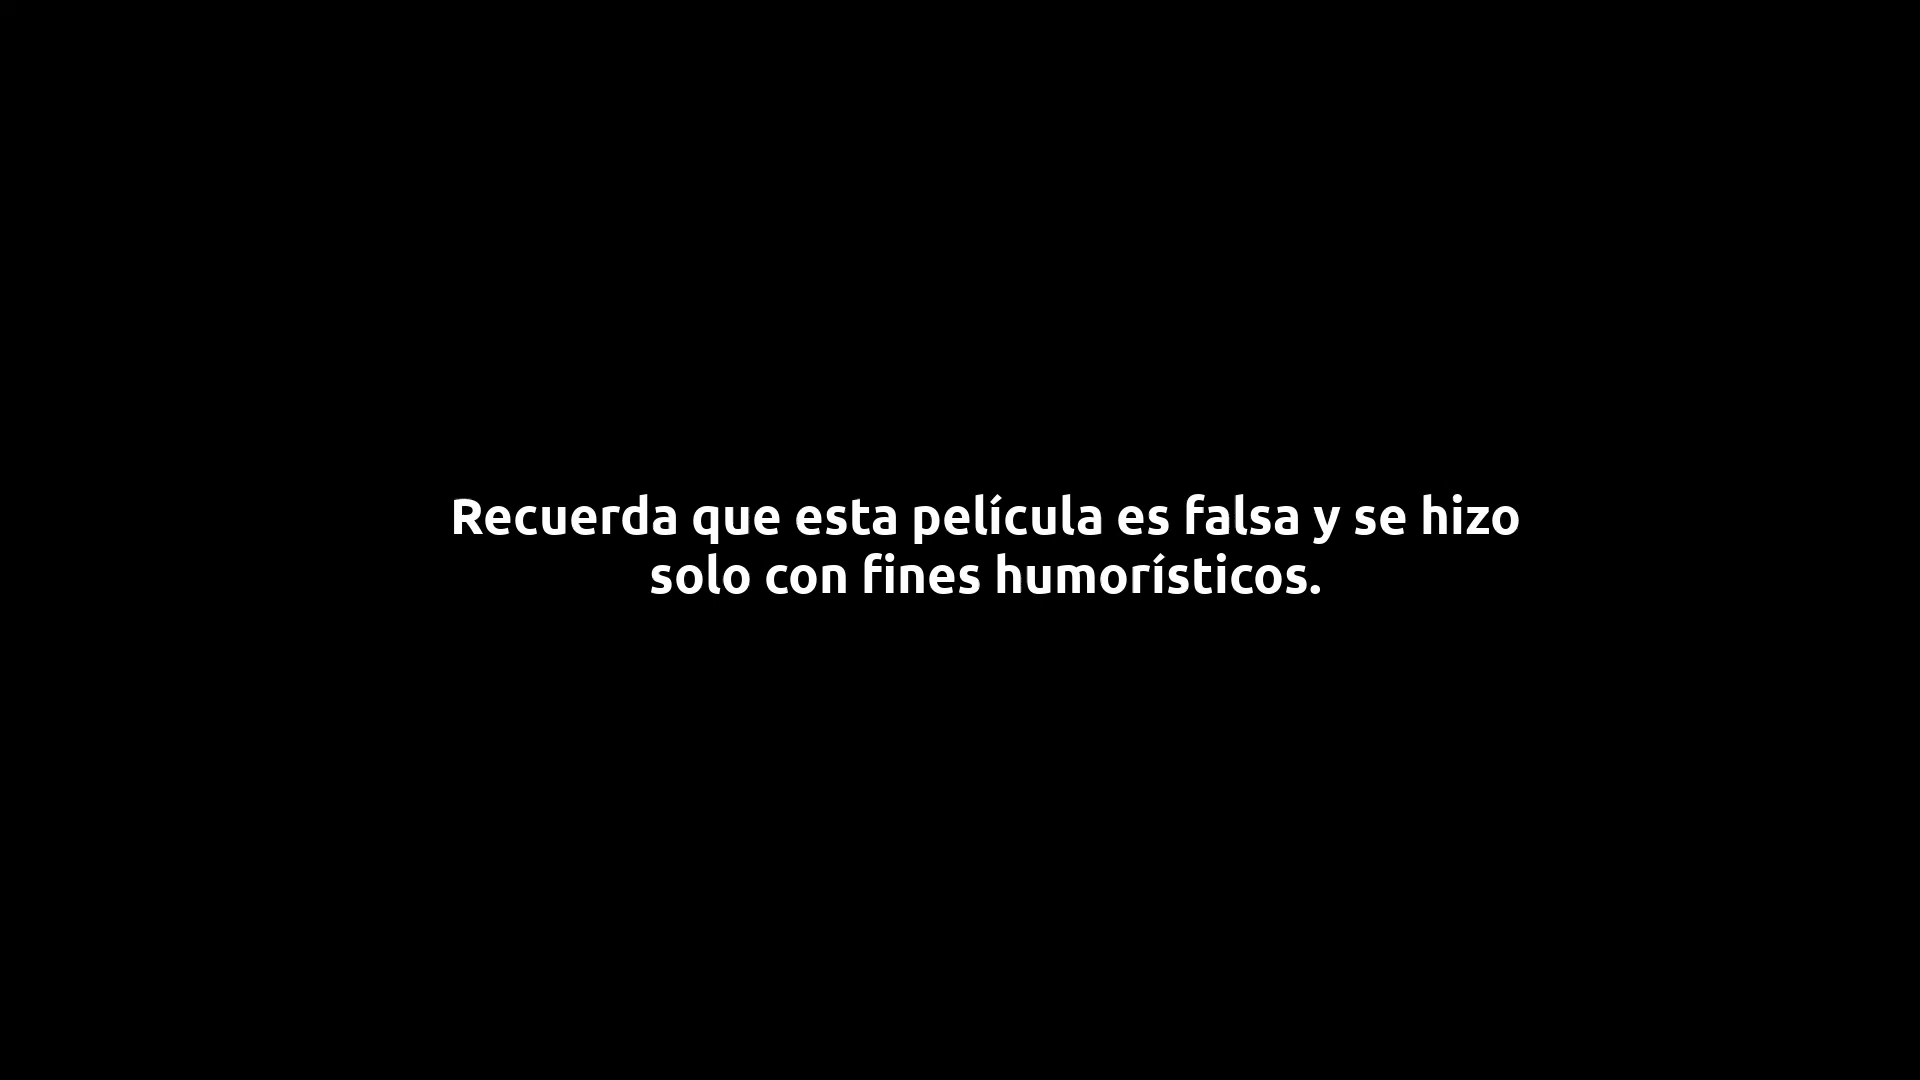 Recuerda que esta película es falsa y se hizo
solo con fines humorísticos.